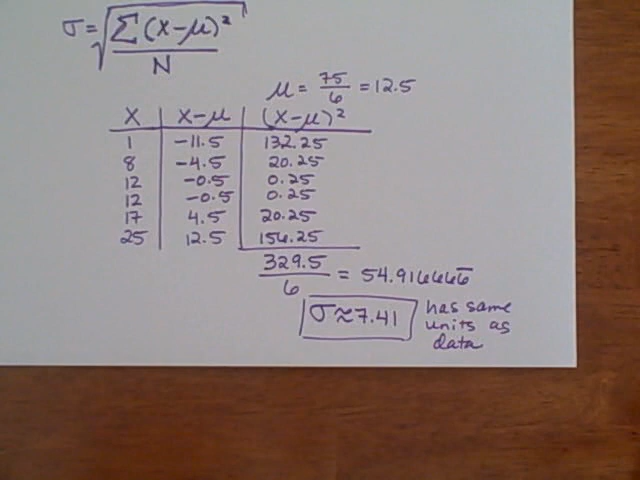 σ = √(Σ(x-μ)² / N)
μ = 75/6 = 12.5
x | x-μ | (x-μ)²
1 | -11.5 | 132.25
8 | -4.5 | 20.25
12 | -0.5 | 0.25
12 | -0.5 | 0.25
17 | 4.5 | 20.25
25 | 12.5 | 156.25
329.5/6 = 54.916666̅
σ ≈ 7.41
has same
units as
data